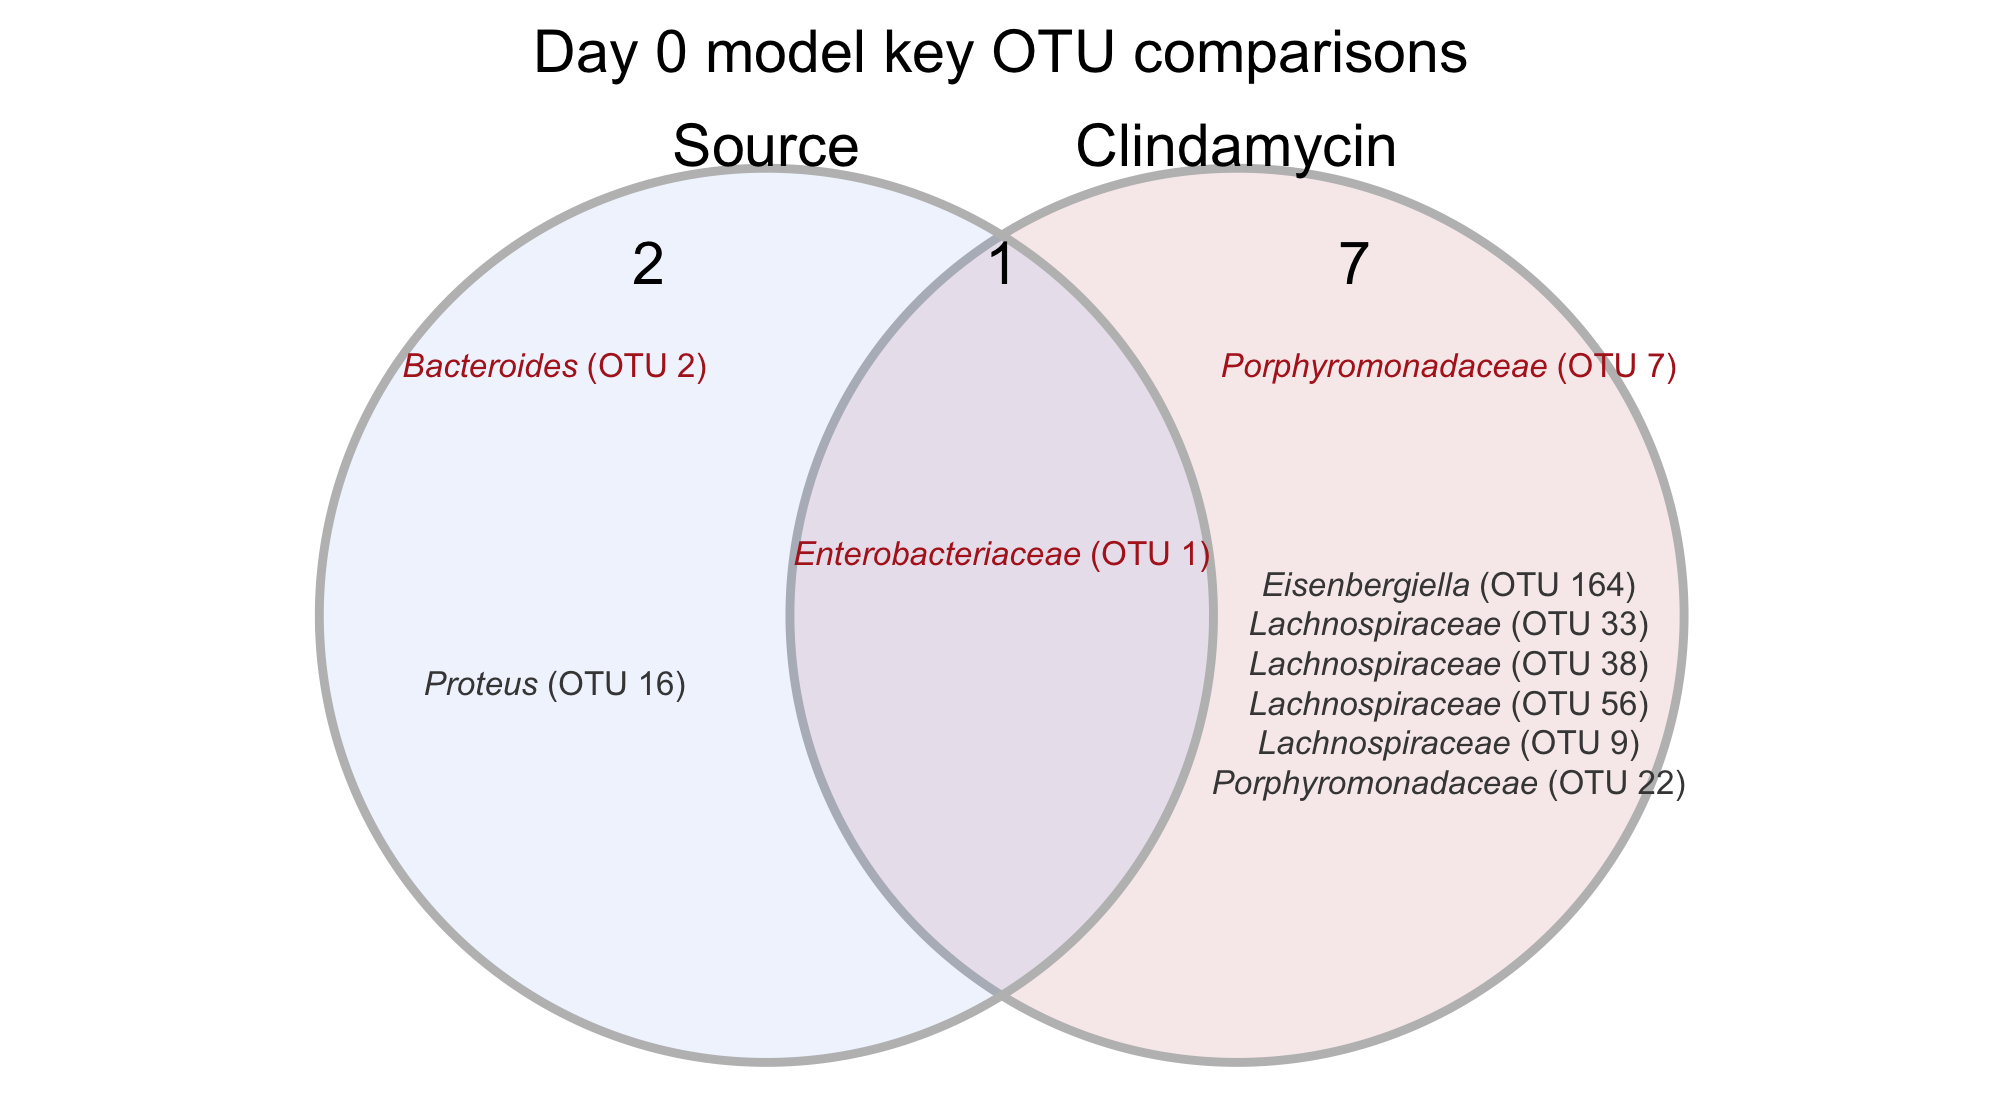 Day 0 model key OTU comparisons
Source
Clindamycin
2
1
7
Bacteroides (OTU 2)
Porphyromonadaceae (OTU 7)
Enterobacteriaceae (OTU 1)
Proteus (OTU 16)
Eisenbergiella (OTU 164)
Lachnospiraceae (OTU 33)
Lachnospiraceae (OTU 38)
Lachnospiraceae (OTU 56)
Lachnospiraceae (OTU 9)
Porphyromonadaceae (OTU 22)